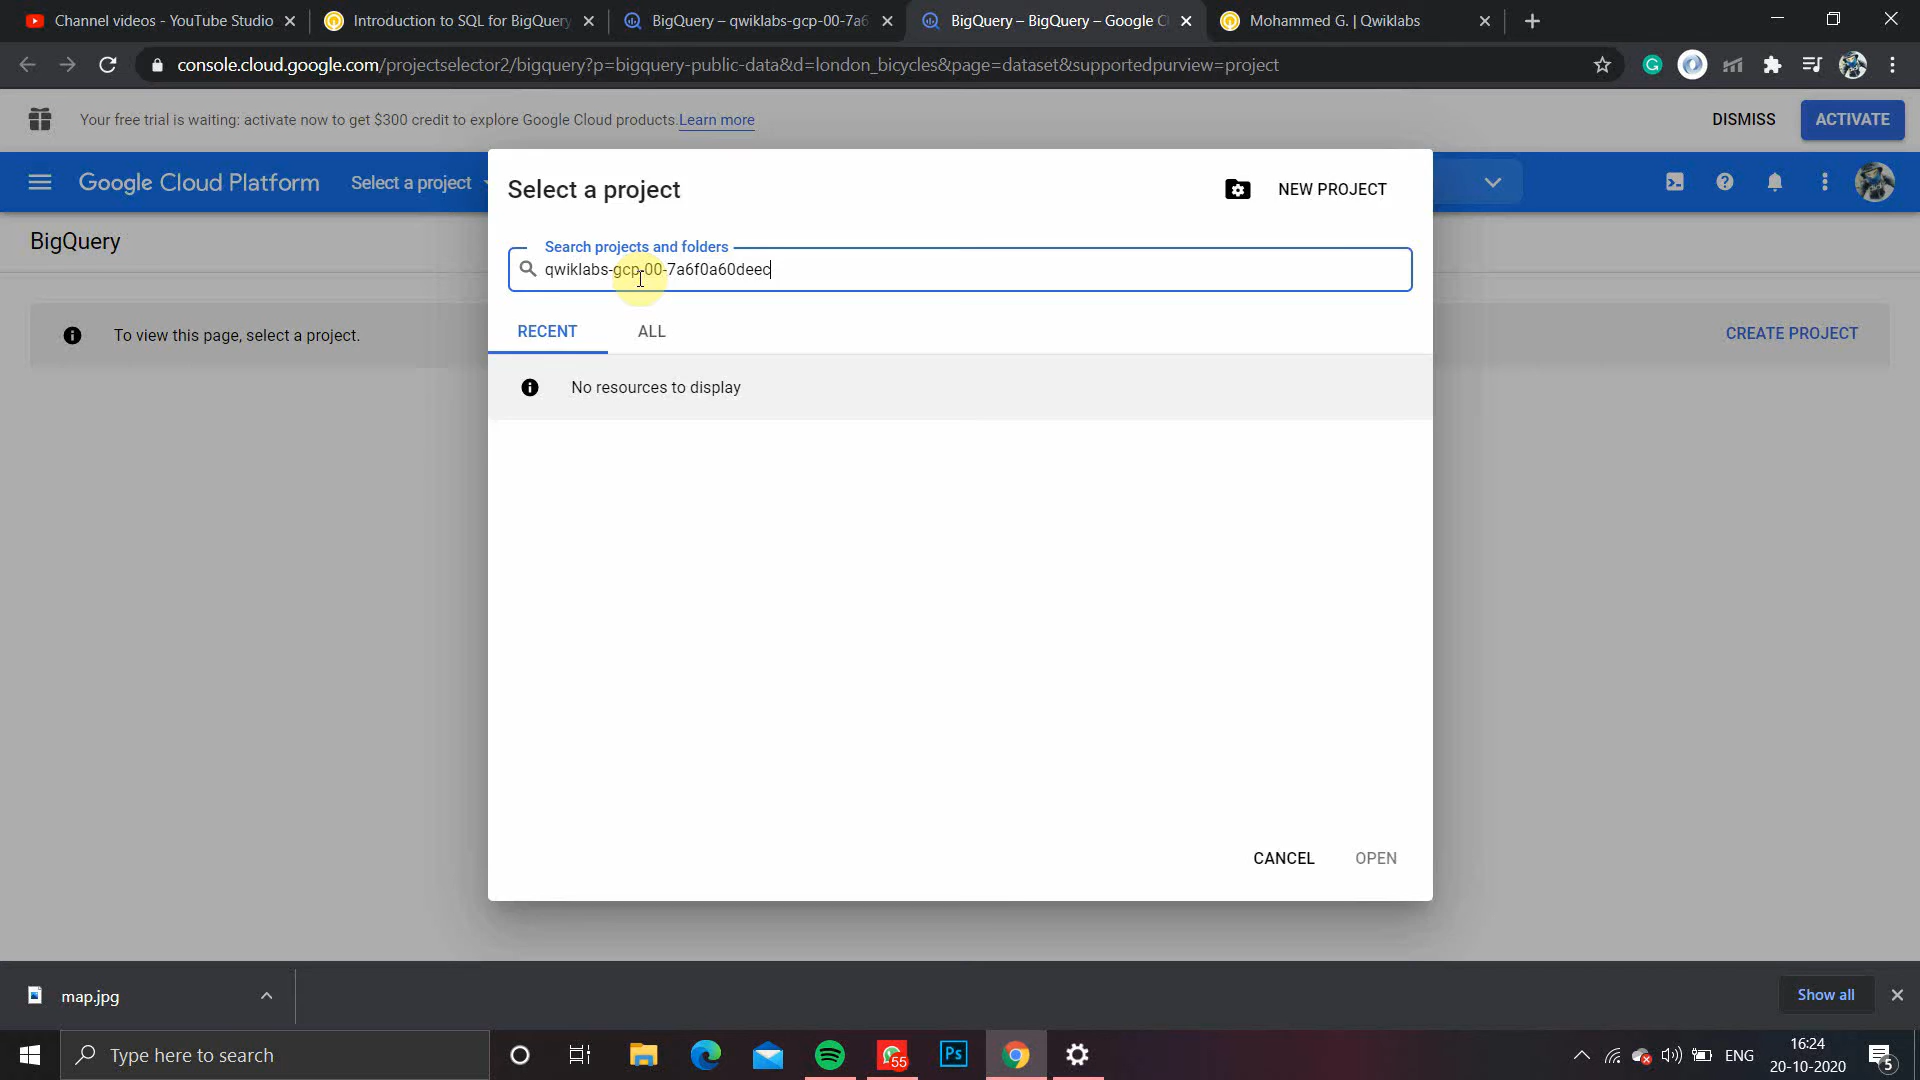 Channel videos - YouTube Studio
Introduction to SQL for BigQuery
BigQuery – qwiklabs-gcp-00-7a6
BigQuery – BigQuery – Google Cl
Mohammed G. | Qwiklabs
console.cloud.google.com/projectselector2/bigquery?p=bigquery-public-data&d=london_bicycles&page=dataset&supportedpurview=project
Your free trial is waiting: activate now to get $300 credit to explore Google Cloud products. Learn more
DISMISS
ACTIVATE
Google Cloud Platform
Select a project
BigQuery
To view this page, select a project.
CREATE PROJECT
Select a project
NEW PROJECT
Search projects and folders
qwiklabs-gcp-00-7a6f0a60deec
RECENT
ALL
No resources to display
CANCEL
OPEN
map.jpg
Show all
Type here to search
55
Ps
ENG
16:24
20-10-2020
5